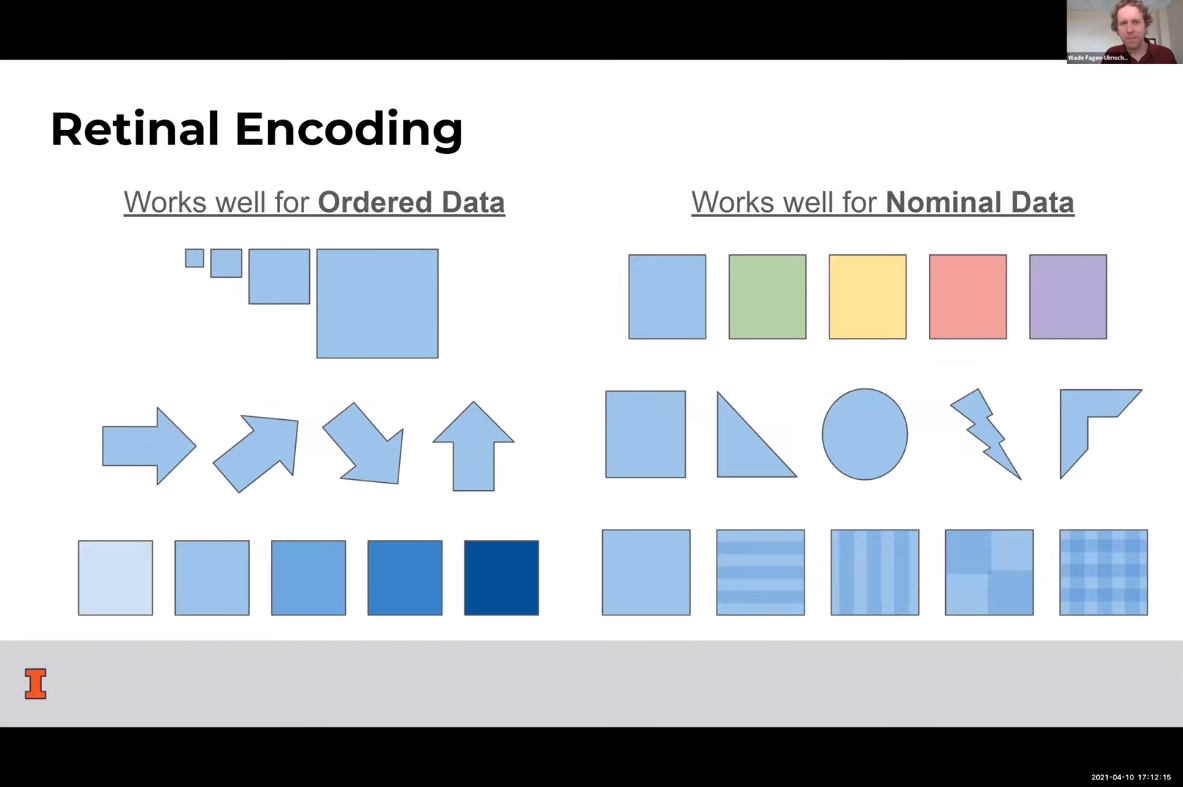 Wade Fagen-Ulmsch...
Retinal Encoding
Works well for Ordered Data
Works well for Nominal Data
I
2021-04-10 17:12:15